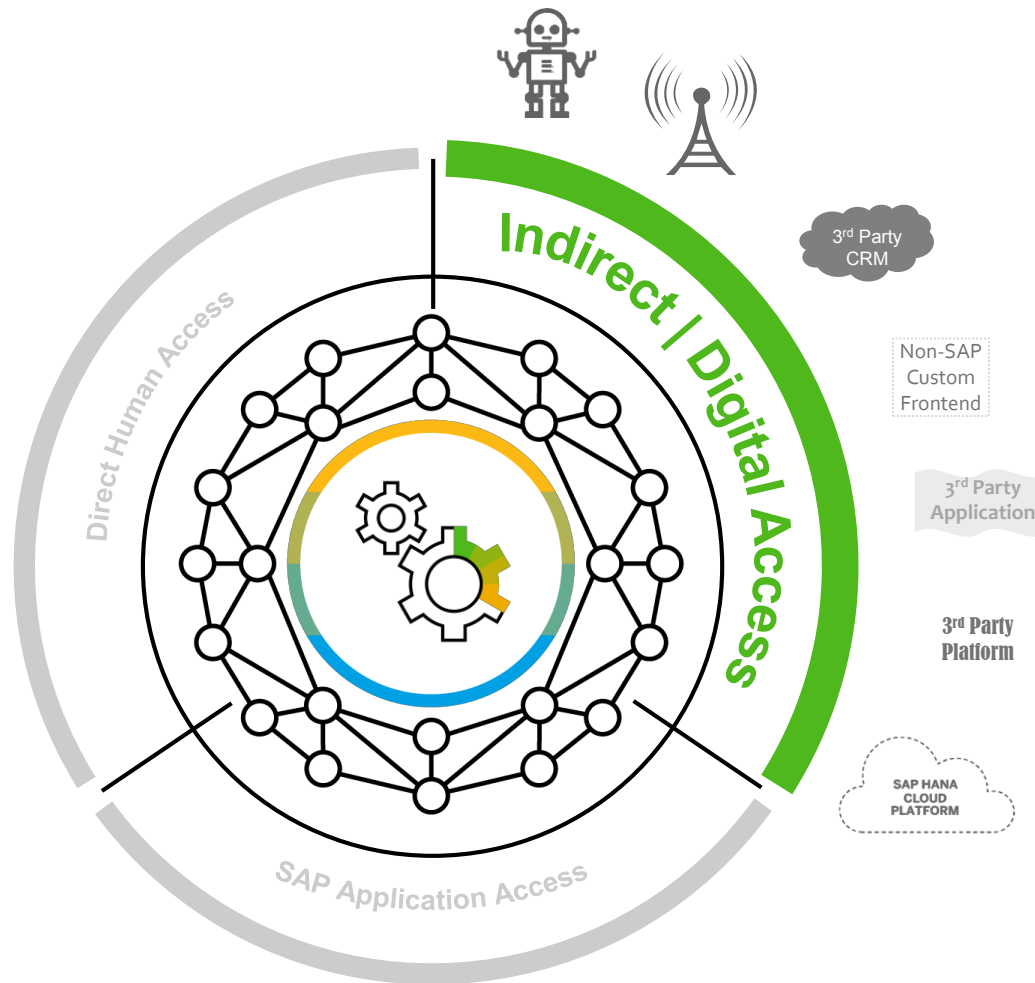 Indirect | Digital Access
Direct Human Access
SAP Application Access
3rd Party
CRM
Non-SAP
Custom
Frontend
3rd Party
Application
3rd Party
Platform
SAP HANA
CLOUD
PLATFORM